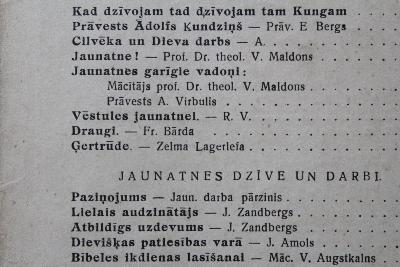 Kad dzīvojam tad dzīvojam tam Kungam
Prāvests Ādolfs Kundziņš — Prāv. E Bergs
Cilvēka un Dieva darbs — A.
Jaunatne! — Prof. Dr. theol. V. Maldons
Jaunatnes garīgie vadoņi:
Mācītājs prof. Dr. theol. V. Maldons
Prāvests A. Virbulis
Vēstules jaunatnei. — R. V.
Draugi. — Fr. Bārda
Ģertrūde. — Zelma Lagerlefa
JAUNATNES DZĪVE UN DARBI.
Paziņojums — Jaun. darba pārzinis
Lielais audzinātājs — J. Zandbergs
Atbildīgs uzdevums — J. Zandbergs
Dievišķas patiesības varā — J. Amols
Bībeles ikdienas lasīšanai — Māc. V. Augstkalns